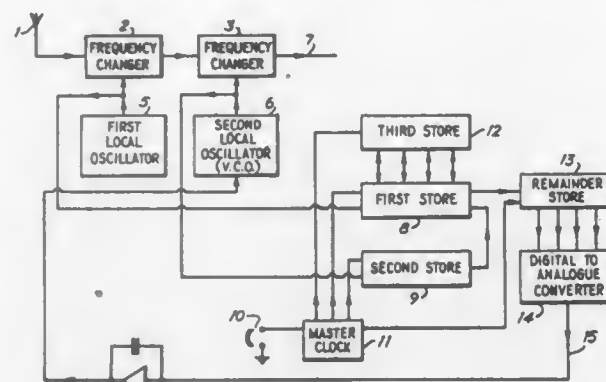 1
2
FREQUENCY
CHANGER
3
FREQUENCY
CHANGER
7
5
FIRST
LOCAL
OSCILLATOR
6
SECOND
LOCAL
OSCILLATOR
(V.C.O.)
THIRD STORE
12
FIRST STORE
8
13
REMAINDER
STORE
SECOND STORE
9
DIGITAL TO
ANALOGUE
CONVERTER
14
10
MASTER
CLOCK
11
15